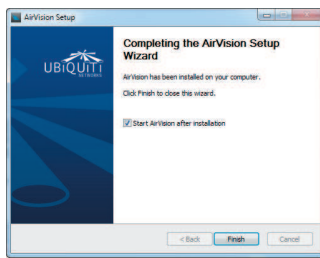 AirVision Setup
Completing the AirVision Setup
Wizard
UBiQUiTi
NETWORKS
AirVision has been installed on your computer.
Click Finish to close this wizard.
Start AirVision after installation
< Back
Finish
Cancel